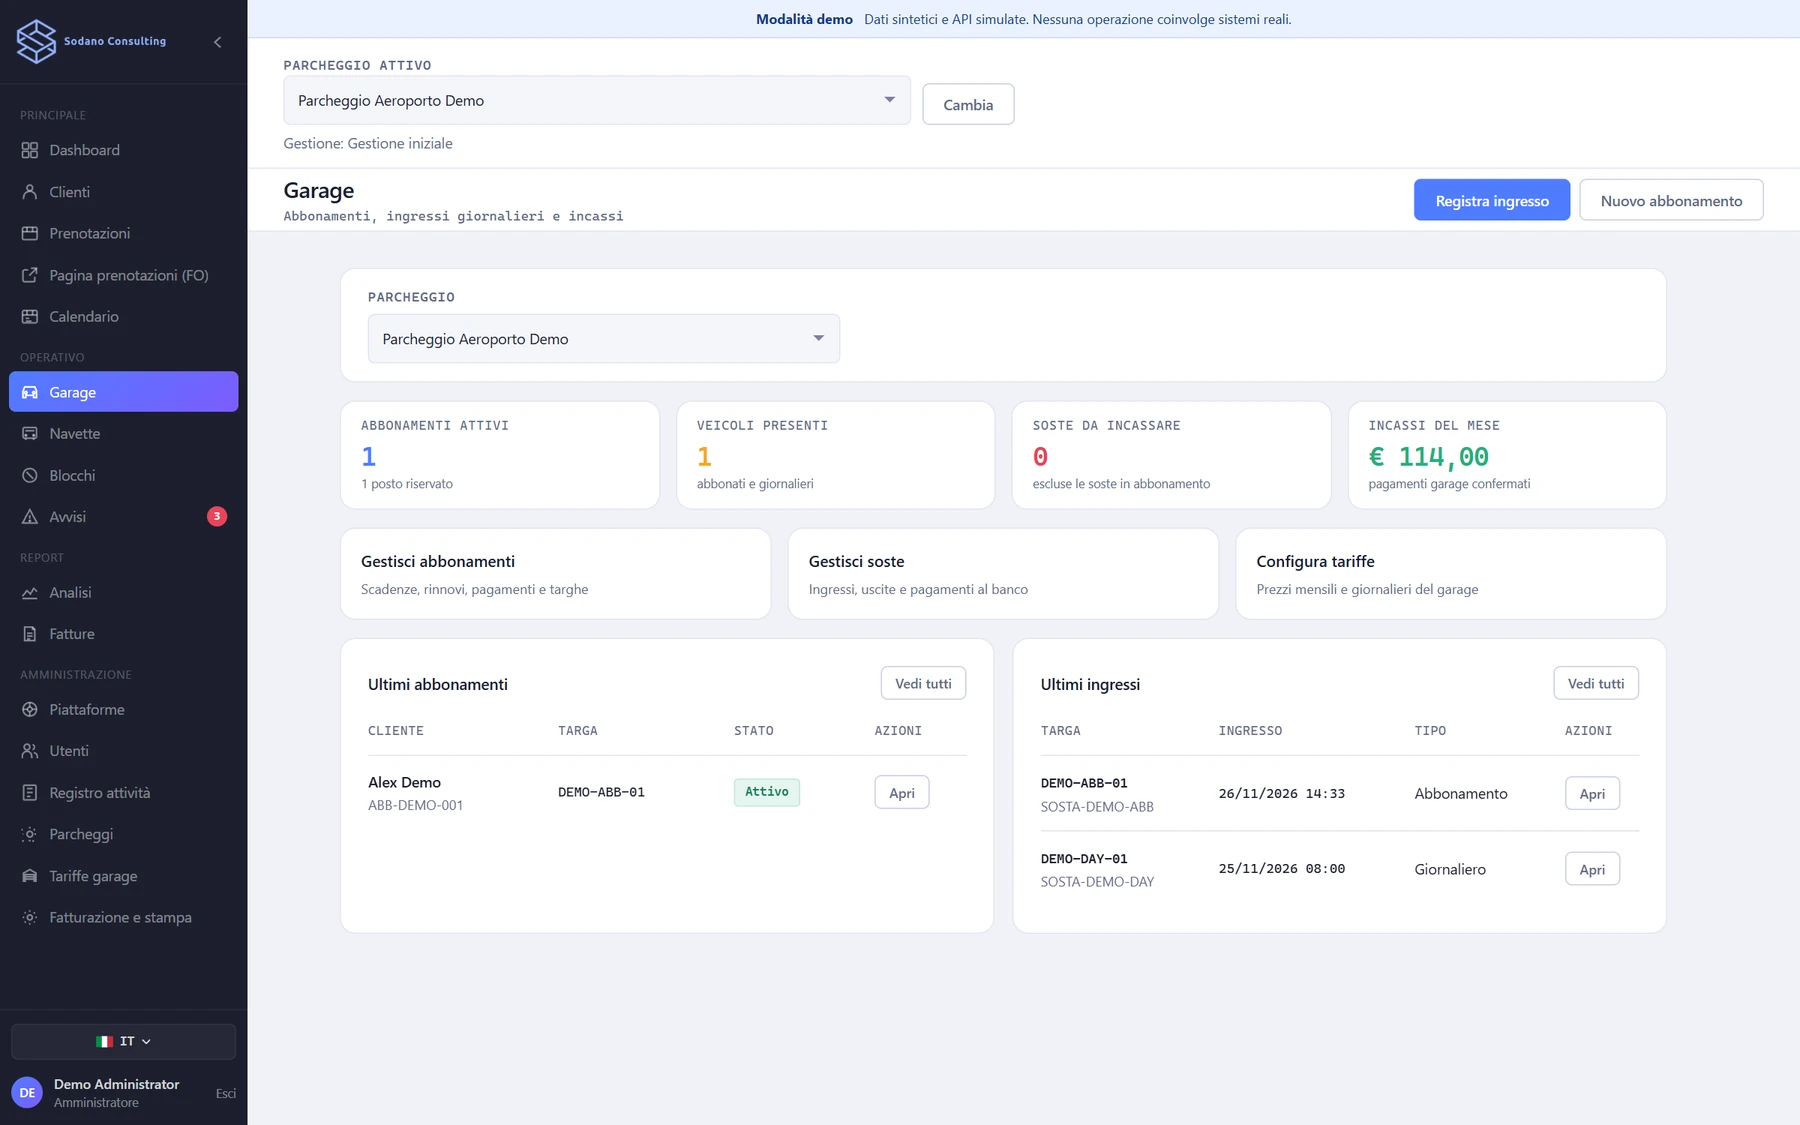 Sodano Consulting
PRINCIPALE
Dashboard
Clienti
Prenotazioni
Pagina prenotazioni (FO)
Calendario
OPERATIVO
Garage
Navette
Blocchi
Avvisi 3
REPORT
Analisi
Fatture
AMMINISTRAZIONE
Piattaforme
Utenti
Registro attività
Parcheggi
Tariffe garage
Fatturazione e stampa
IT
DE
Demo Administrator
Amministratore
Esci
Modalità demo Dati sintetici e API simulate. Nessuna operazione coinvolge sistemi reali.
PARCHEGGIO ATTIVO
Parcheggio Aeroporto Demo
Cambia
Gestione: Gestione iniziale
Garage
Abbonamenti, ingressi giornalieri e incassi
Registra ingresso
Nuovo abbonamento
PARCHEGGIO
Parcheggio Aeroporto Demo
ABBONAMENTI ATTIVI
1
1 posto riservato
VEICOLI PRESENTI
1
abbonati e giornalieri
SOSTE DA INCASSARE
0
escluse le soste in abbonamento
INCASSI DEL MESE
€ 114,00
pagamenti garage confermati
Gestisci abbonamenti
Scadenze, rinnovi, pagamenti e targhe
Gestisci soste
Ingressi, uscite e pagamenti al banco
Configura tariffe
Prezzi mensili e giornalieri del garage
Ultimi abbonamenti
Vedi tutti
CLIENTE TARGA STATO AZIONI
Alex Demo
ABB-DEMO-001
DEMO-ABB-01
Attivo
Apri
Ultimi ingressi
Vedi tutti
TARGA INGRESSO TIPO AZIONI
DEMO-ABB-01
SOSTA-DEMO-ABB
26/11/2026 14:33
Abbonamento
Apri
DEMO-DAY-01
SOSTA-DEMO-DAY
25/11/2026 08:00
Giornaliero
Apri